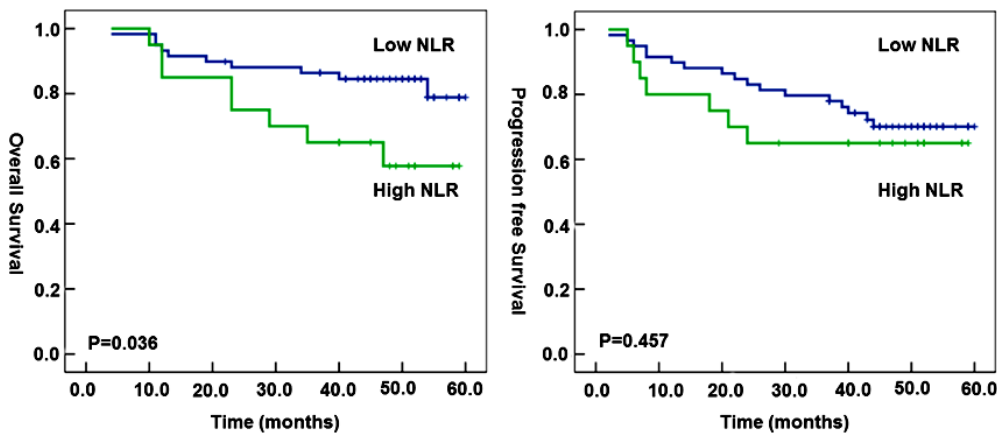 Overall Survival
1.0
0.8
0.6
0.4
0.2
0.0
Low NLR
High NLR
P=0.036
0.0 10.0 20.0 30.0 40.0 50.0 60.0
Time (months)
Progression free Survival
1.0
0.8
0.6
0.4
0.2
0.0
Low NLR
High NLR
P=0.457
0.0 10.0 20.0 30.0 40.0 50.0 60.0
Time (months)